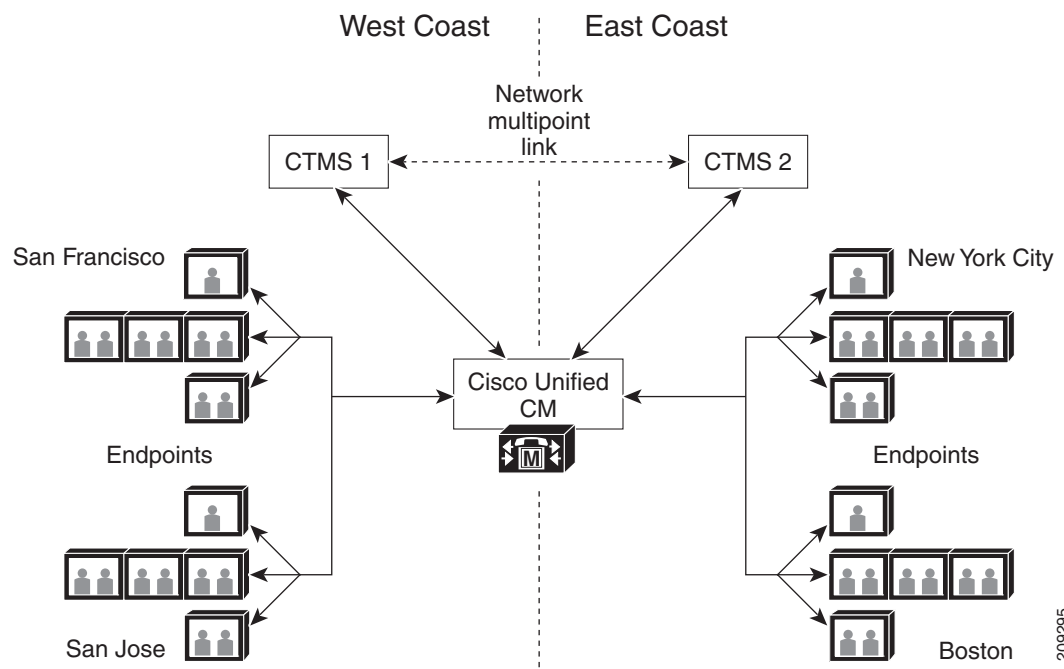 West Coast
East Coast
Network
multipoint
link
CTMS 1
CTMS 2
San Francisco
New York City
Cisco Unified
CM
M
Endpoints
Endpoints
San Jose
Boston
209295